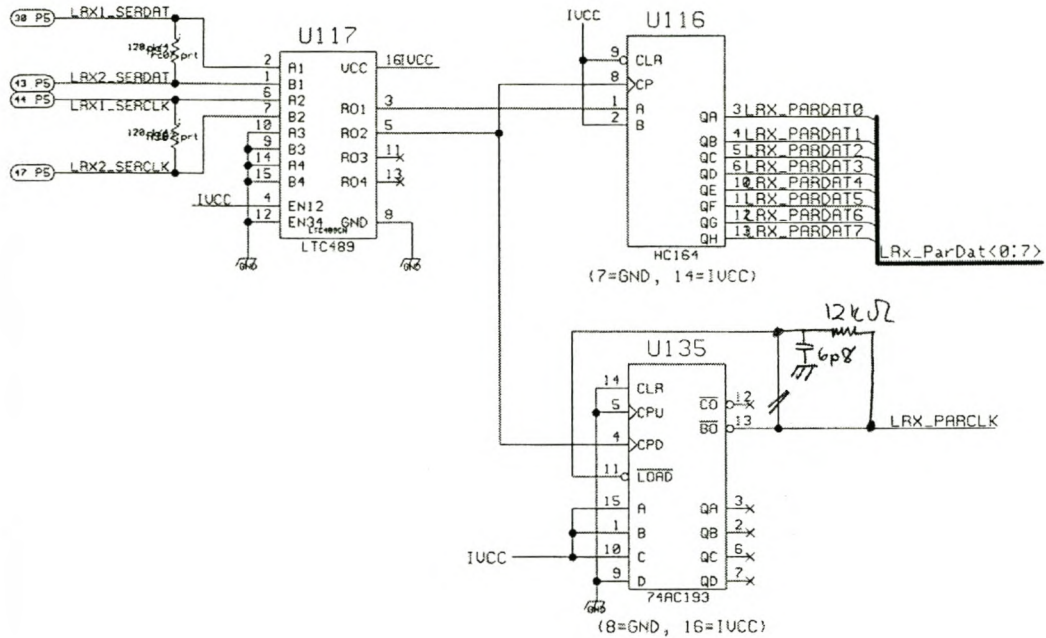 30 P5 LRX1_SERDAT
43 P5 LRX2_SERDAT
44 P5 LRX1_SERCLK
47 P5 LRX2_SERCLK
U117
2 A1 VCC 16 IVCC
1 B1
6 A2 RO1 3
7 B2 RO2 5
10 A3
9 B3 RO3 11
14 A4 RO4 13
15 B4
IVCC 4 EN12
12 EN34 GND 8
LTC489
GND
GND
IVCC
U116
9 CLR
8 CP
1 A
2 B
QA 3 LRX_PARDAT0
QB 4 LRX_PARDAT1
QC 5 LRX_PARDAT2
QD 6 LRX_PARDAT3
QE 10 LRX_PARDAT4
QF 11 LRX_PARDAT5
QG 12 LRX_PARDAT6
QH 13 LRX_PARDAT7
HC164
(7=GND, 14=IVCC)
LRx_ParDat<0:7>
12kΩ
6p8
U135
14 CLR
5 CPU
4 CPD
11 LOAD
15 A
1 B
10 C
9 D
CO 12
BO 13
LRX_PARCLK
QA 3
QB 2
QC 6
QD 7
IVCC
GND
74AC193
(8=GND, 16=IVCC)